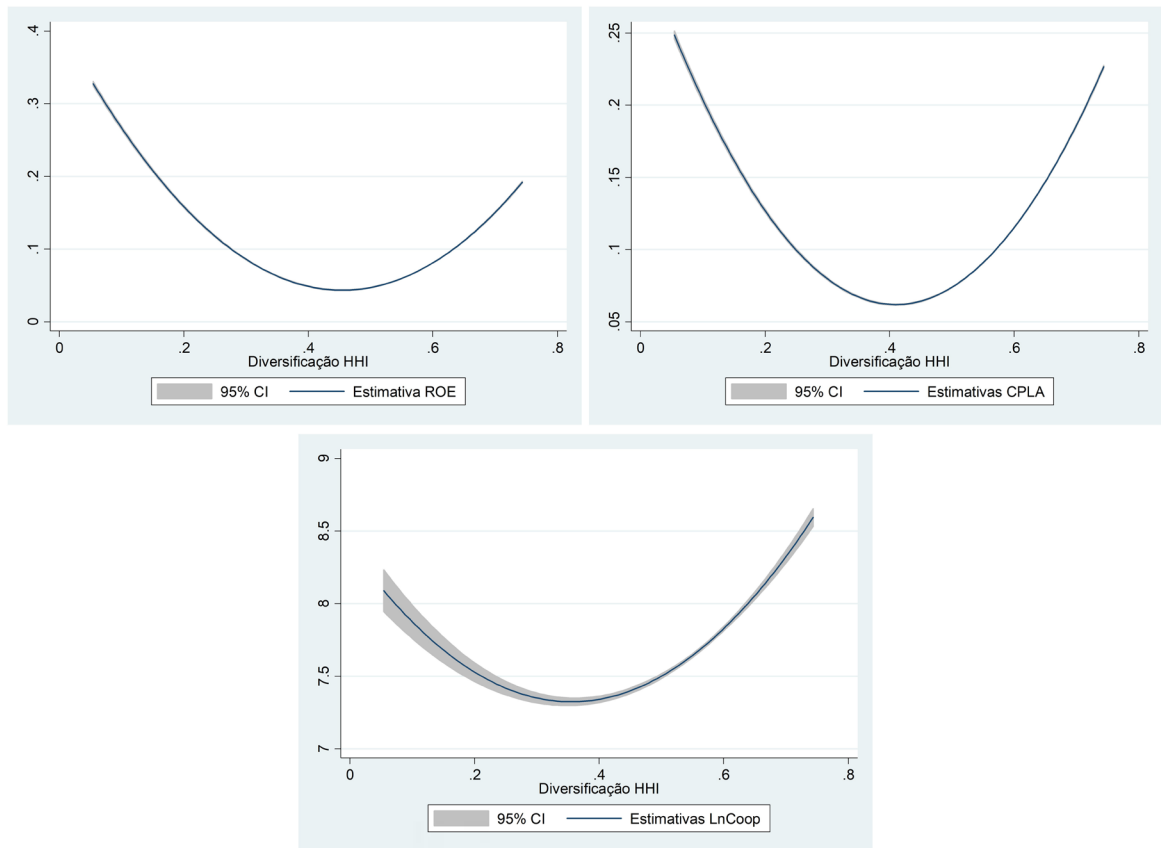 .4
.3
.2
.1
0
0 .2 .4 .6 .8
Diversificação HHI
95% CI Estimativa ROE
.25
.2
.15
.1
.05
0 .2 .4 .6 .8
Diversificação HHI
95% CI Estimativas CPLA
9
8.5
8
7.5
7
0 .2 .4 .6 .8
Diversificação HHI
95% CI Estimativas LnCoop